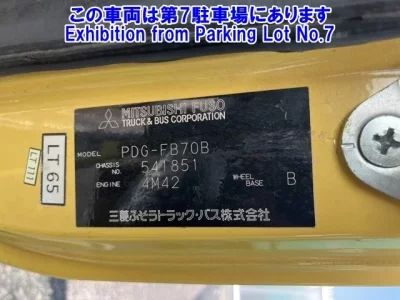 この車両は第7駐車場にあります
Exhibition from Parking Lot No.7
MITSUBISHI FUSO
TRUCK & BUS CORPORATION
MODEL PDG-FB70B
CHASSIS NO. 541851
ENGINE 4M42 WHEEL BASE B
三菱ふそうトラック・バス株式会社
LT65
LT111